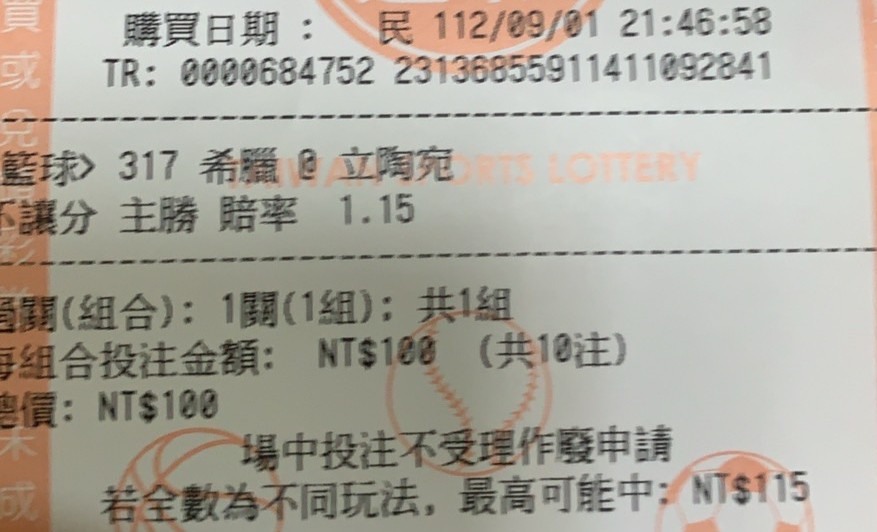 購買日期: 民 112/09/01 21:46:58
TR: 0000684752 23136855911411092841
籃球> 317 希臘 @ 立陶宛
TAIWAN SPORTS LOTTERY
不讓分 主勝 賠率 1.15
過關(組合): 1關(1組); 共1組
每組合投注金額: NT$100 (共10注)
總價: NT$100
場中投注不受理作廢申請
若全數為不同玩法, 最高可能中: NT$115